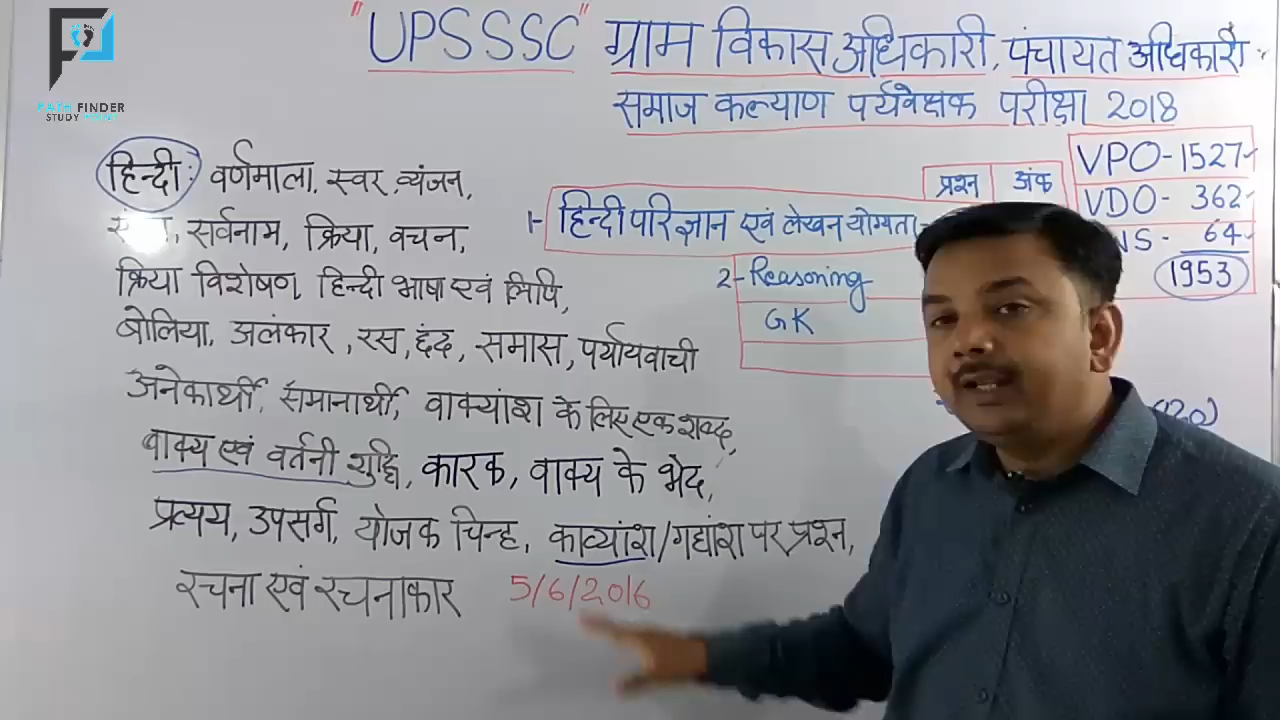 "UPSSSC" ग्राम विकास अधिकारी, पंचायत अधिकारी
समाज कल्याण पर्यवेक्षक परीक्षा 2018
PATH FINDER
STUDY
हिन्दी: वर्णमाला, स्वर, व्यंजन,
सर्वनाम, क्रिया, वचन,
क्रिया विशेषण, हिन्दी भाषा एवं लिपि,
बोलिया, अलंकार, रस, छंद, समास, पर्यायवाची
अनेकार्थी, समानार्थी, वाक्यांश के लिए एक शब्द,
वाक्य एवं वर्तनी शुद्धि, कारक, वाक्य के भेद,
प्रत्यय, उपसर्ग, योजक चिन्ह, काव्यांश/गद्यांश पर प्रश्न,
रचना एवं रचनाकार 5/6/2016
प्रश्न अंक
1- हिन्दी परिज्ञान एवं लेखन योग्यता-
2- Reasoning
GK
VPO-1527
VDO- 362
64
1953
(20)